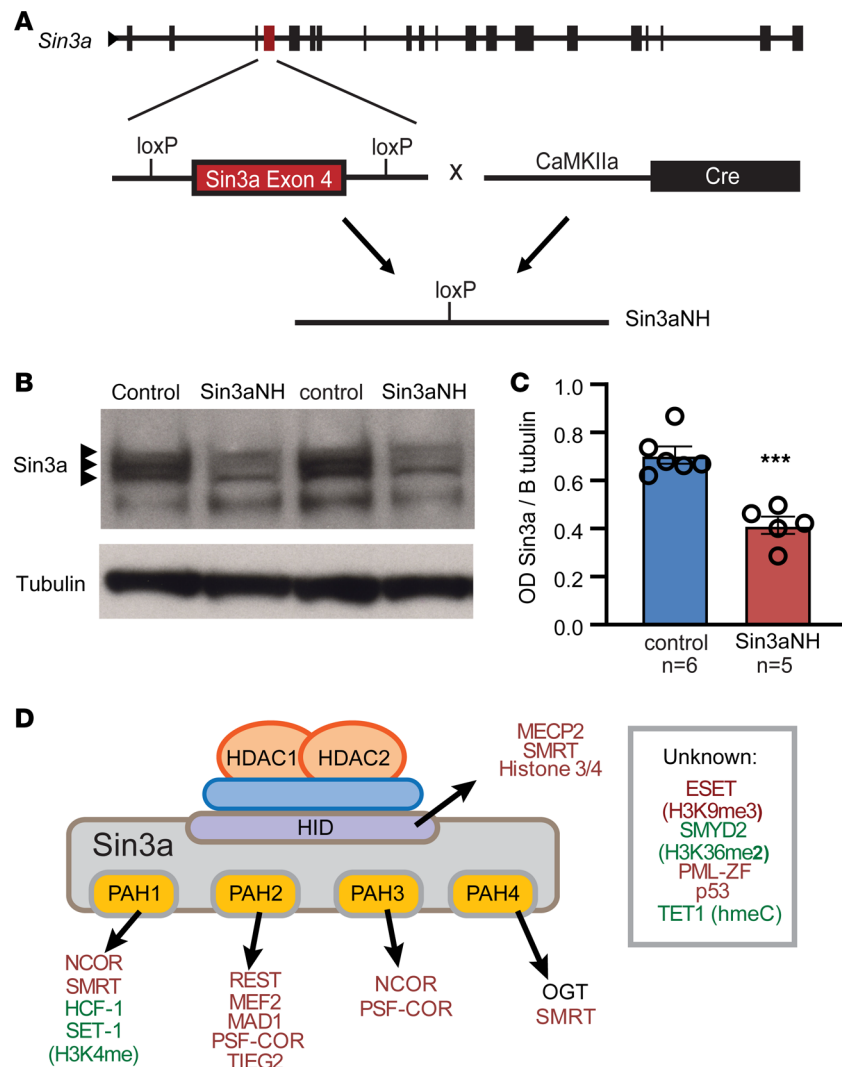 A
Sin3a
loxP
loxP
Sin3a Exon 4
x
CaMKIIa
Cre
loxP
Sin3aNH
B
Control Sin3aNH control Sin3aNH
Sin3a
Tubulin
C
OD Sin3a / B tubulin
1.0
0.8
0.6
0.4
0.2
0.0
***
control
n=6
Sin3aNH
n=5
D
HDAC1 HDAC2
HID
Sin3a
PAH1 PAH2 PAH3 PAH4
MECP2
SMRT
Histone 3/4
NCOR
SMRT
HCF-1
SET-1
(H3K4me)
REST
MEF2
MAD1
PSF-COR
TIEG2
NCOR
PSF-COR
OGT
SMRT
Unknown:
ESET
(H3K9me3)
SMYD2
(H3K36me2)
PML-ZF
p53
TET1 (hmeC)